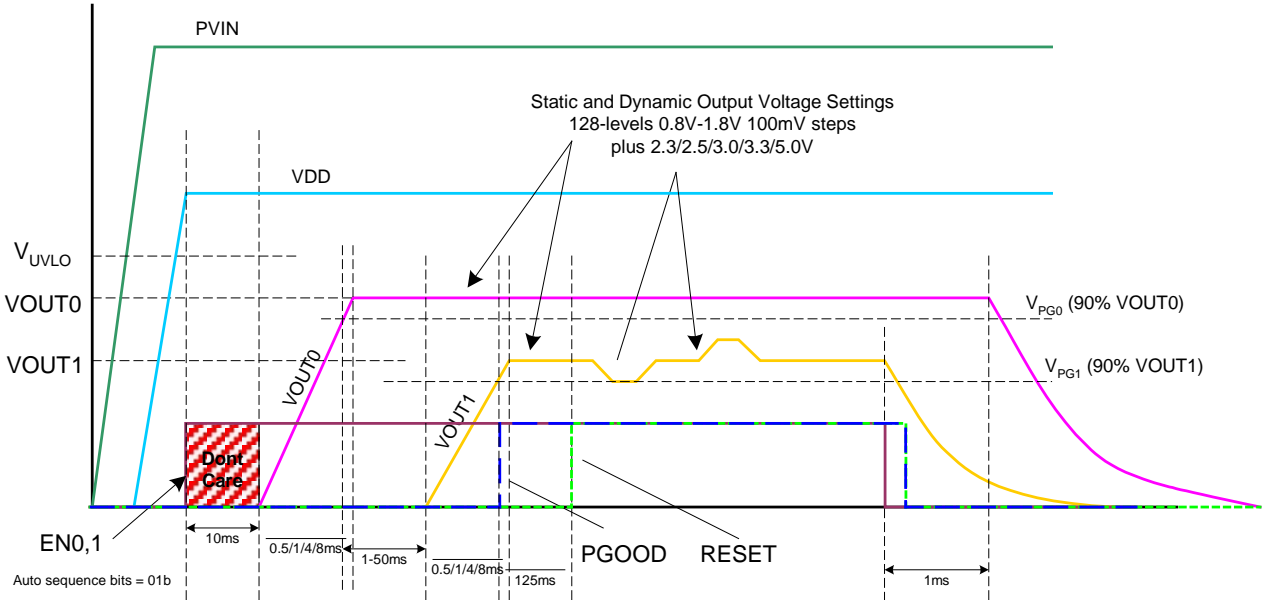 PVIN
Static and Dynamic Output Voltage Settings
128-levels 0.8V-1.8V 100mV steps
plus 2.3/2.5/3.0/3.3/5.0V
VDD
VUVLO
VOUT0
VPG0 (90% VOUT0)
VOUT1
VPG1 (90% VOUT1)
VOUT0
VOUT1
Dont
Care
EN0,1
10ms
0.5/1/4/8ms
1-50ms
0.5/1/4/8ms
125ms
PGOOD
RESET
1ms
Auto sequence bits = 01b